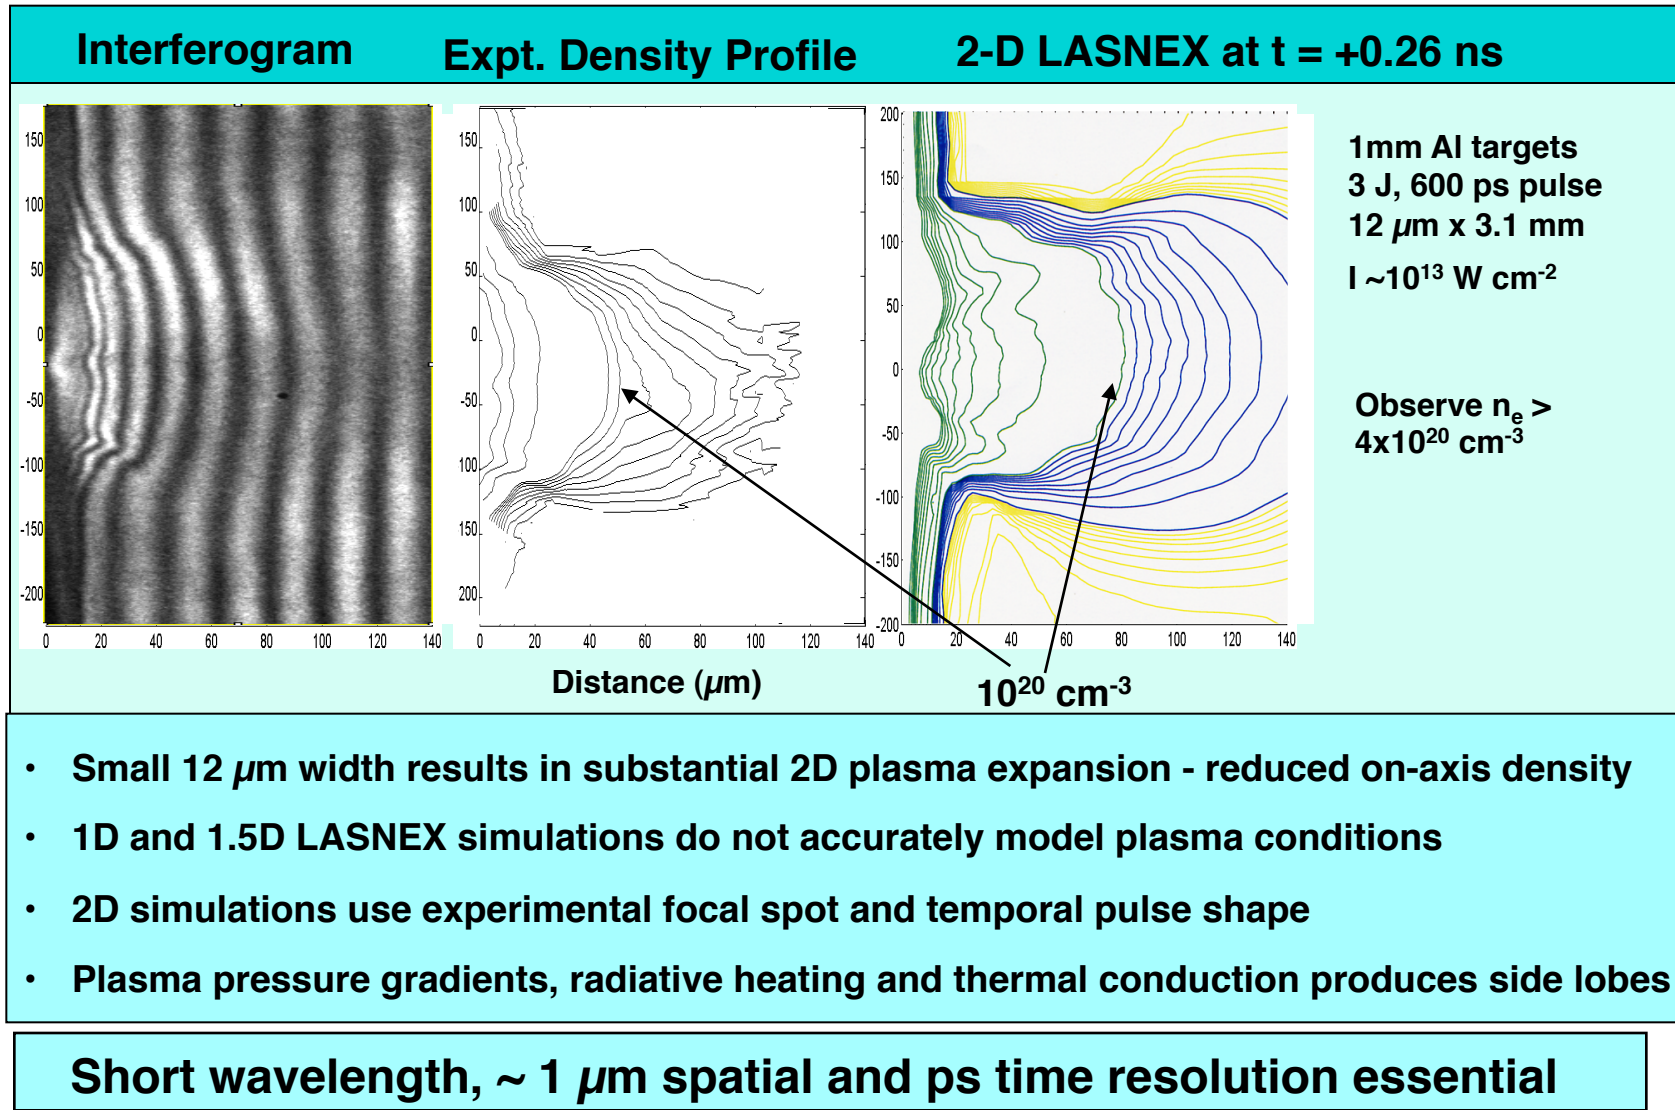 Interferogram
Expt. Density Profile
2-D LASNEX at t = +0.26 ns
150
100
50
0
-50
-100
-150
-200
0 20 40 60 80 100 120 140
150
100
50
0
50
100
150
200
0 20 40 60 80 100 120 140
200
150
100
50
0
-50
-100
-150
-200
0 20 40 60 80 100 120 140
Distance (µm)
10²⁰ cm⁻³
1mm Al targets
3 J, 600 ps pulse
12 µm x 3.1 mm
I ~10¹³ W cm⁻²
Observe nₑ >
4x10²⁰ cm⁻³
• Small 12 µm width results in substantial 2D plasma expansion - reduced on-axis density
• 1D and 1.5D LASNEX simulations do not accurately model plasma conditions
• 2D simulations use experimental focal spot and temporal pulse shape
• Plasma pressure gradients, radiative heating and thermal conduction produces side lobes
Short wavelength, ~ 1 µm spatial and ps time resolution essential